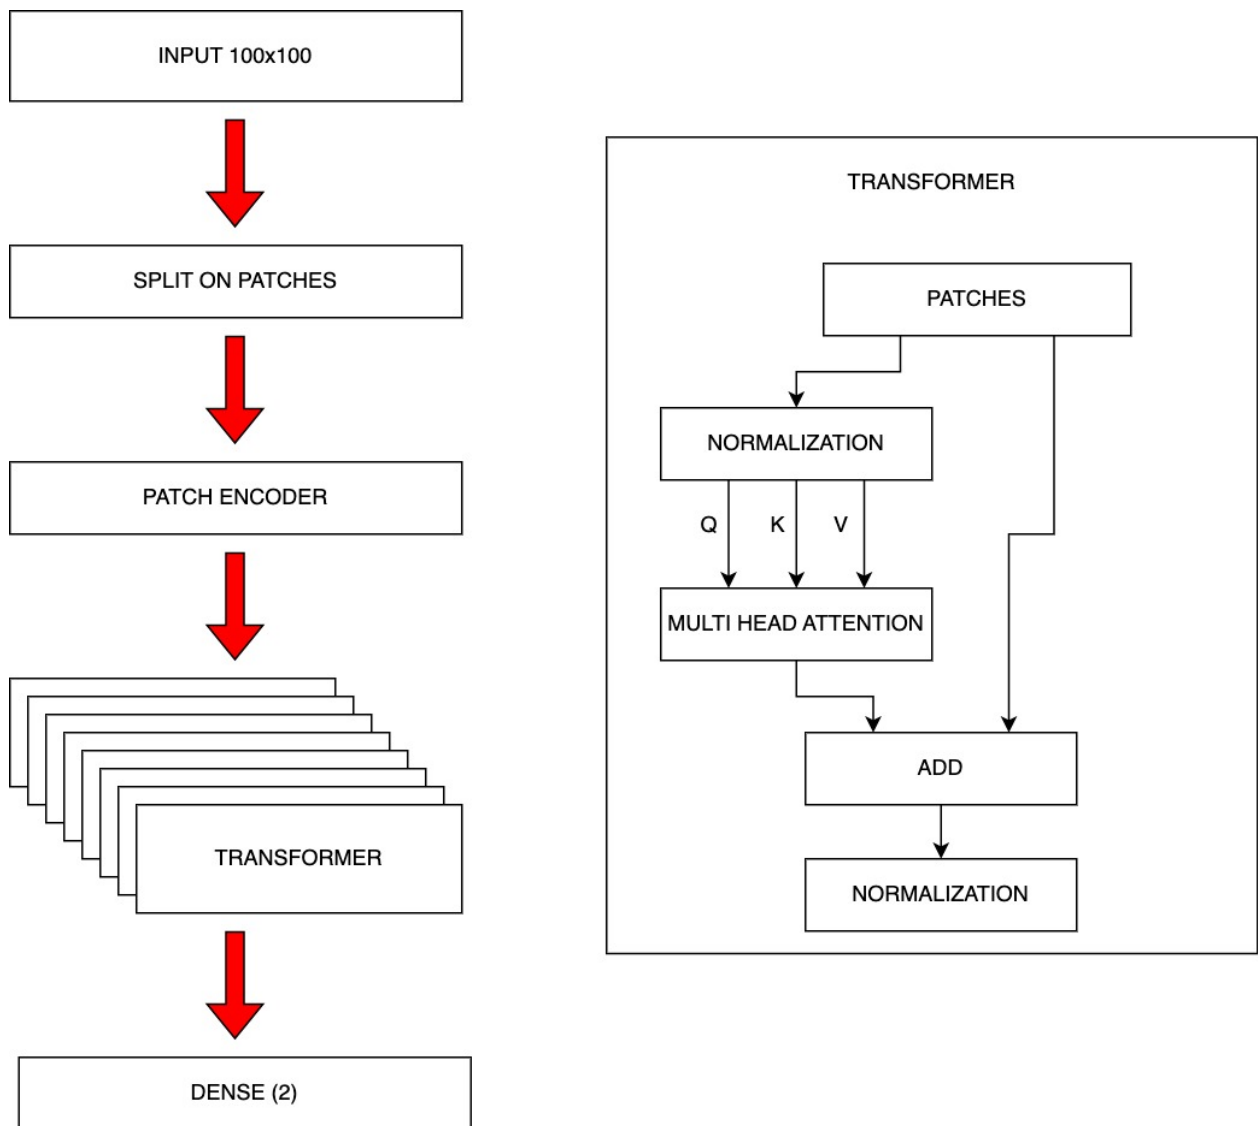 INPUT 100x100
SPLIT ON PATCHES
PATCH ENCODER
TRANSFORMER
DENSE (2)
TRANSFORMER
PATCHES
NORMALIZATION
Q K V
MULTI HEAD ATTENTION
ADD
NORMALIZATION